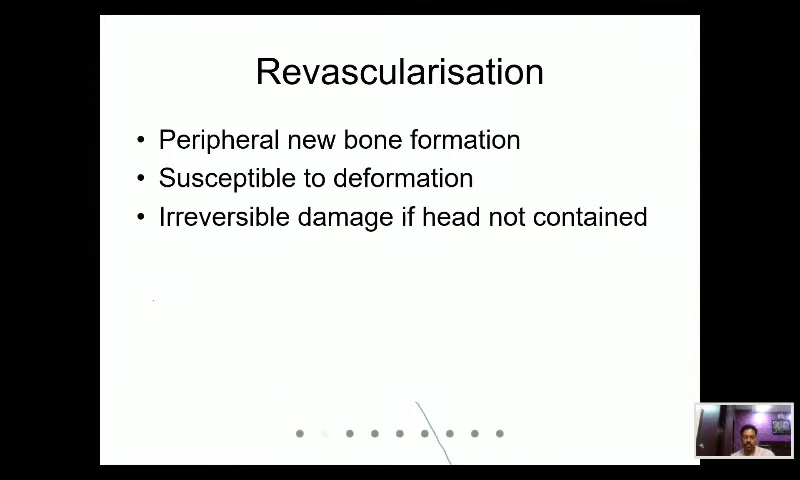 Revascularisation
• Peripheral new bone formation
• Susceptible to deformation
• Irreversible damage if head not contained